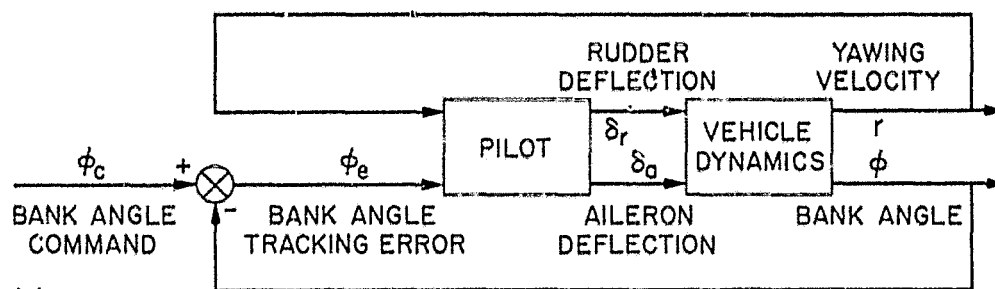 RUDDER
DEFLECTION
YAWING
VELOCITY
PILOT
δr
δa
VEHICLE
DYNAMICS
r
ϕ
ϕc
+
-
ϕe
BANK ANGLE
COMMAND
BANK ANGLE
TRACKING ERROR
AILERON
DEFLECTION
BANK ANGLE